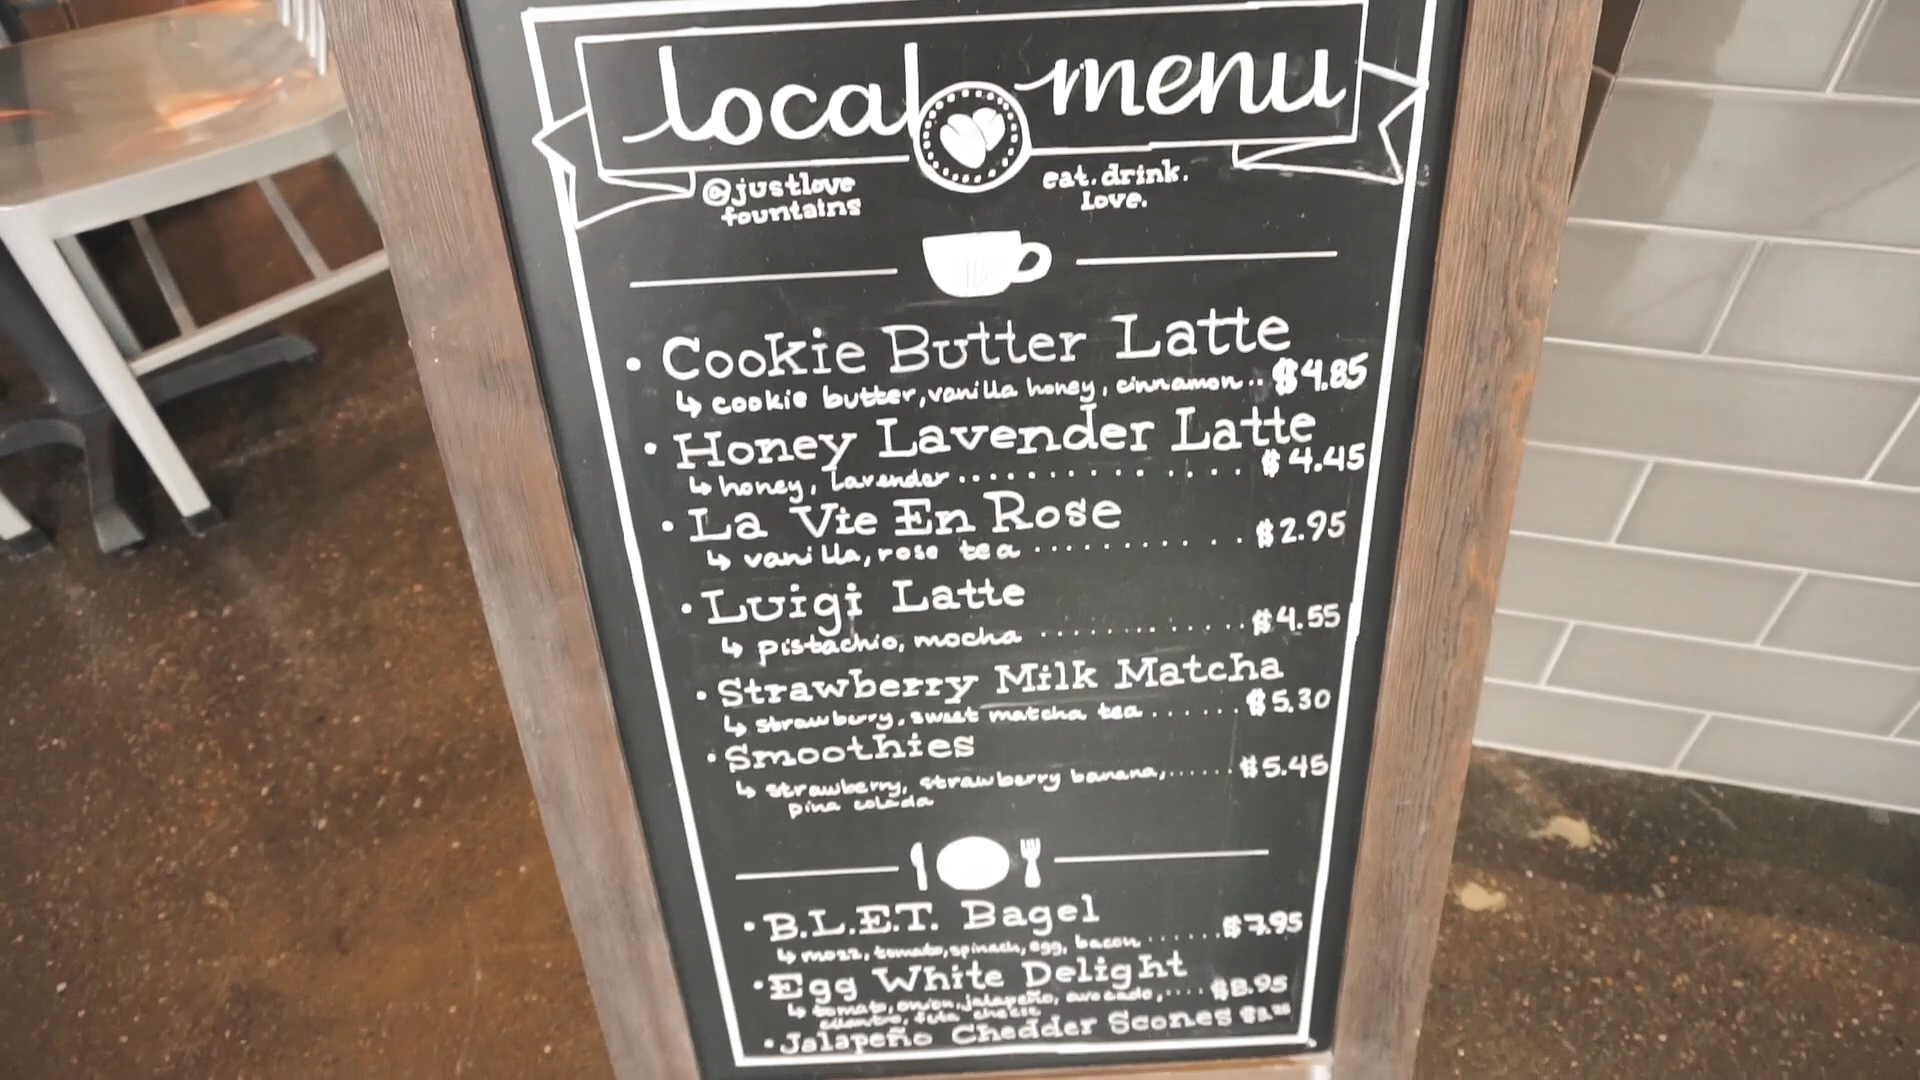 local menu
@justlove
fountains
eat. drink.
love.
• Cookie Butter Latte
↳ cookie butter, vanilla honey, cinnamon.. $4.85
• Honey Lavender Latte
↳ honey, lavender.................. $4.45
• La Vie En Rose
↳ vanilla, rose tea............ $2.95
• Luigi Latte
↳ pistachio, mocha............. $4.55
• Strawberry Milk Matcha
↳ strawberry, sweet matcha tea....... $5.30
• Smoothies
↳ strawberry, strawberry banana,...... $5.45
pina colada
• B.L.E.T. Bagel
↳ mozz, tomato, spinach, egg, bacon...... $7.95
• Egg White Delight
↳ tomato, onion, jalapeño, avocado,.... $8.95
cilantro, feta cheese
• Jalapeño Chedder Scones